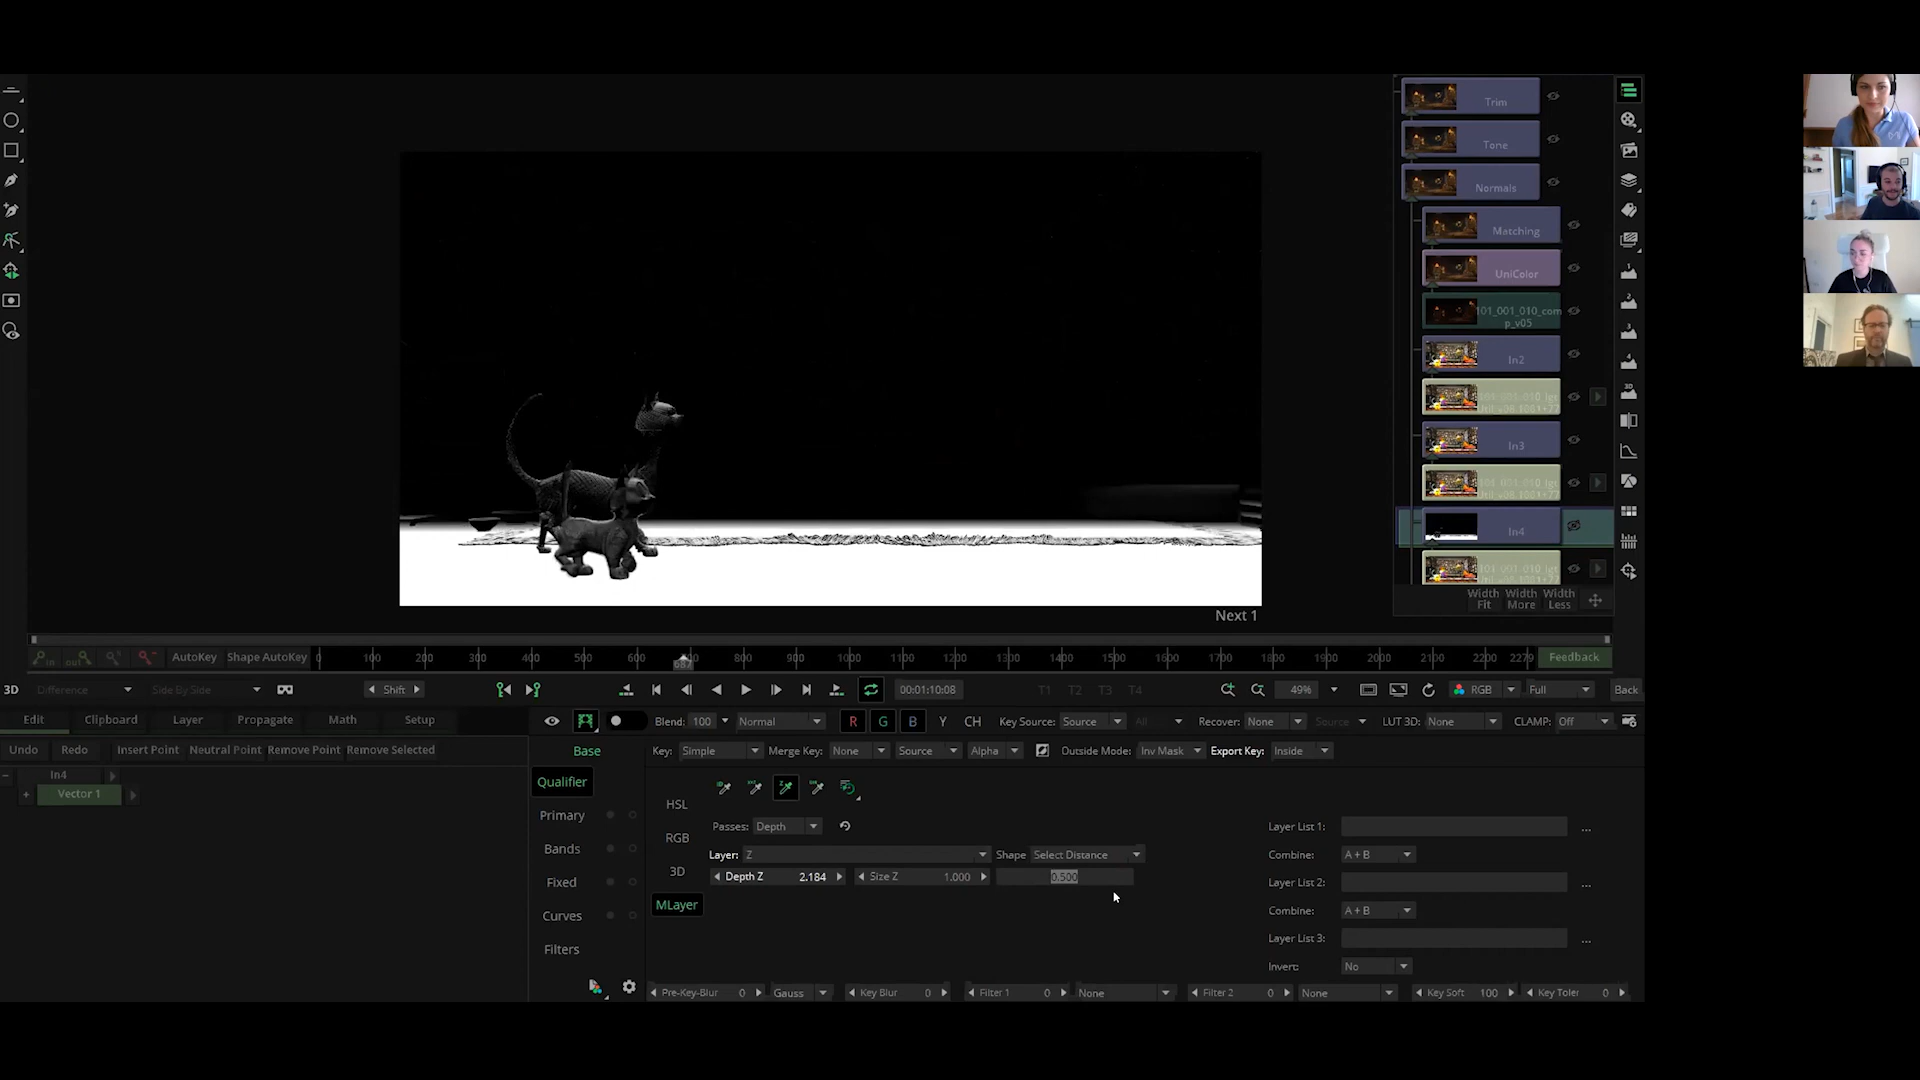 Trim
Tone
Normals
Matching
UniColor
101_001_010_com
p_v05
In2
In3
In4
Width Fit
Width More
Width Less
Next 1
in
out
AutoKey
Shape AutoKey
0 100 200 300 400 500 600 800 900 1000 1100 1200 1300 1400 1500 1600 1700 1800 1900 2000 2100 2200 2279
687
Feedback
3D
Difference
Side By Side
Shift
00:01:10:08
T1 T2 T3 T4
49%
RGB
Full
Back
Edit Clipboard Layer Propagate Math Setup
Blend: 100 Normal R G B Y CH Key Source: Source All Recover: None Source LUT 3D: None CLAMP: Off
Undo Redo Insert Point Neutral Point Remove Point Remove Selected
Base
Key: Simple Merge Key: None Source Alpha Outside Mode: Inv Mask Export Key: Inside
In4
Vector 1
Qualifier
Primary
Bands
Fixed
Curves
Filters
HSL
RGB
3D
MLayer
Passes: Depth
Layer: Z Shape Select Distance
Depth Z 2.184 Size Z 1.000 0.500
Layer List 1: ...
Combine: A + B
Layer List 2: ...
Combine: A + B
Layer List 3: ...
Invert: No
Pre-Key-Blur 0 Gauss Key Blur 0 Filter 1 0 None Filter 2 0 None Key Soft 100 Key Toler 0